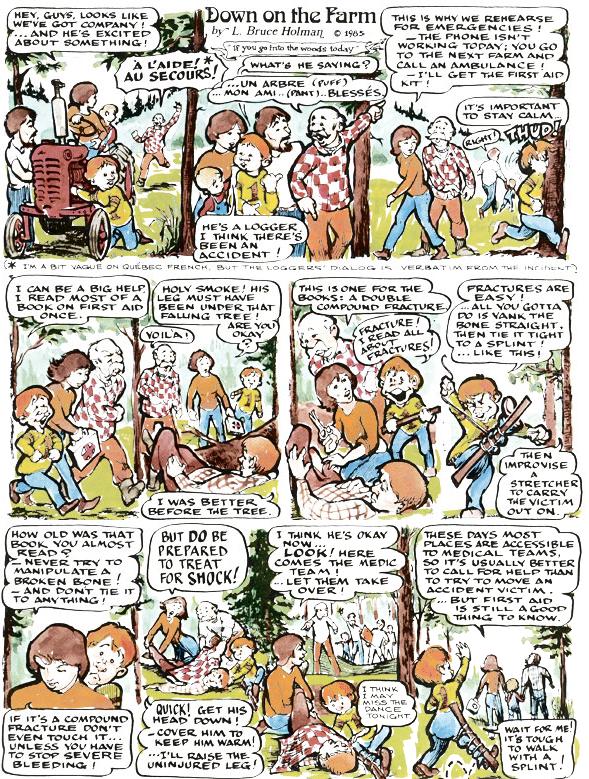 HEY, GUYS, LOOKS LIKE
WE'VE GOT COMPANY!
...AND HE'S EXCITED
ABOUT SOMETHING!
Down on the Farm
by L. Bruce Holman © 1985
if you go into the woods today
À L'AIDE! *
AU SECOURS!
WHAT'S HE SAYING?
...UN ARBRE (PUFF)
...MON AMI...(PANT)..BLESSÉS.
HE'S A LOGGER
I THINK THERE'S
BEEN AN
ACCIDENT!
THIS IS WHY WE REHEARSE
FOR EMERGENCIES!
—THE PHONE ISN'T
WORKING TODAY; YOU GO
TO THE NEXT FARM AND
CALL AN AMBULANCE!
—I'LL GET THE FIRST AID
KIT!
IT'S IMPORTANT
TO STAY CALM...
RIGHT!
THUD!
(* I'M A BIT VAGUE ON QUÉBEC FRENCH, BUT THE LOGGERS' DIALOG IS VERBATIM FROM THE INCIDENT)
I CAN BE A BIG HELP.
I READ MOST OF A
BOOK ON FIRST AID
ONCE.
HOLY SMOKE! HIS
LEG MUST HAVE
BEEN UNDER THAT
FALLING TREE!
ARE YOU
OKAY
?
VOILÀ!
I WAS BETTER
BEFORE THE TREE.
THIS IS ONE FOR THE
BOOKS: A DOUBLE
COMPOUND FRACTURE.
FRACTURE!
I READ ALL
ABOUT
FRACTURES!
FRACTURES ARE
EASY!
...ALL YOU GOTTA
DO IS YANK THE
BONE STRAIGHT,
THEN TIE IT TIGHT
TO A SPLINT!
...LIKE THIS!
THEN
IMPROVISE
A
STRETCHER
TO CARRY
THE VICTIM
OUT ON.
HOW OLD WAS THAT
BOOK YOU ALMOST
READ?
—NEVER TRY TO
MANIPULATE A
BROKEN BONE!
—AND DON'T TIE IT
TO ANYTHING!
IF IT'S A COMPOUND
FRACTURE DON'T
EVEN TOUCH IT
UNLESS YOU HAVE
TO STOP SEVERE
BLEEDING!
BUT DO BE
PREPARED
TO TREAT
FOR SHOCK!
QUICK! GET HIS
HEAD DOWN!
—COVER HIM TO
KEEP HIM WARM!
...I'LL RAISE THE
UNINJURED LEG!
I THINK HE'S OKAY
NOW...
LOOK! HERE
COMES THE MEDIC
TEAM!
...LET THEM TAKE
OVER!
I THINK
I MAY
MISS THE
DANCE
TONIGHT
THESE DAYS MOST
PLACES ARE ACCESSIBLE
TO MEDICAL TEAMS,
SO IT'S USUALLY BETTER
TO CALL FOR HELP THAN
TO TRY TO MOVE AN
ACCIDENT VICTIM.
...BUT FIRST AID
IS STILL A GOOD
THING TO KNOW.
WAIT FOR ME!
IT'S TOUGH
TO WALK
WITH A
SPLINT!